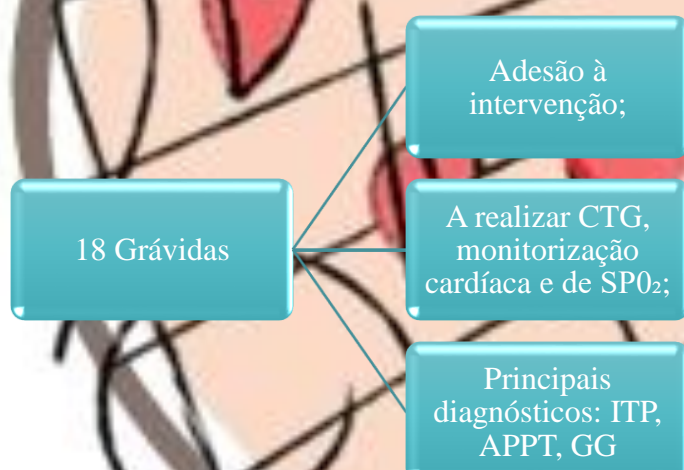 18 Grávidas
Adesão à
intervenção;
A realizar CTG,
monitorização
cardíaca e de SP0₂;
Principais
diagnósticos: ITP,
APPT, GG